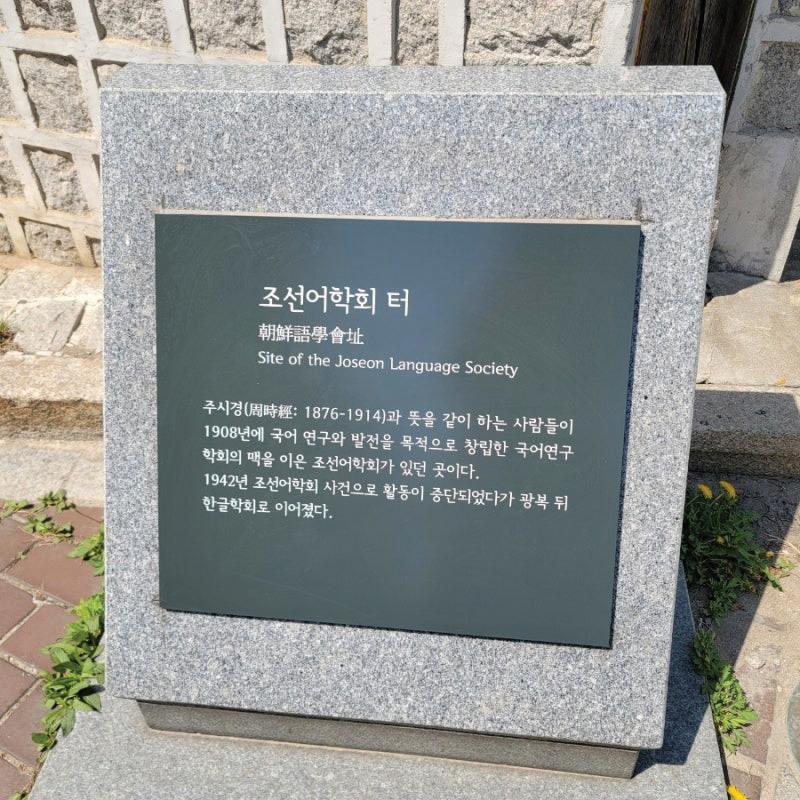 조선어학회 터
朝鮮語學會址
Site of the Joseon Language Society
주시경(周時經: 1876-1914)과 뜻을 같이 하는 사람들이
1908년에 국어 연구와 발전을 목적으로 창립한 국어연구
학회의 맥을 이은 조선어학회가 있던 곳이다.
1942년 조선어학회 사건으로 활동이 중단되었다가 광복 뒤
한글학회로 이어졌다.